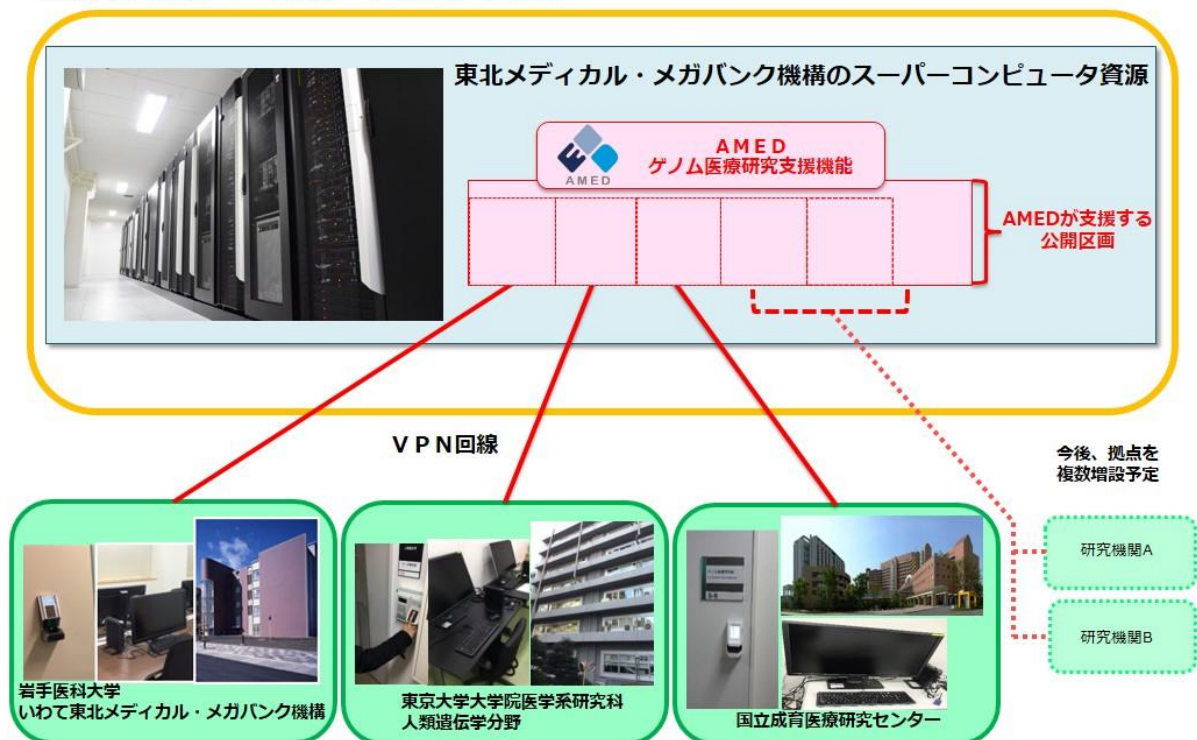 東北メディカル・メガバンク機構のスーパーコンピュータ資源
AMED
ＡＭＥＤ
ゲノム医療研究支援機能
AMEDが支援する
公開区画
ＶＰＮ回線
今後、拠点を
複数増設予定
研究機関A
研究機関B
岩手医科大学
いわて東北メディカル・メガバンク機構
東京大学大学院医学系研究科
人類遺伝学分野
国立成育医療研究センター